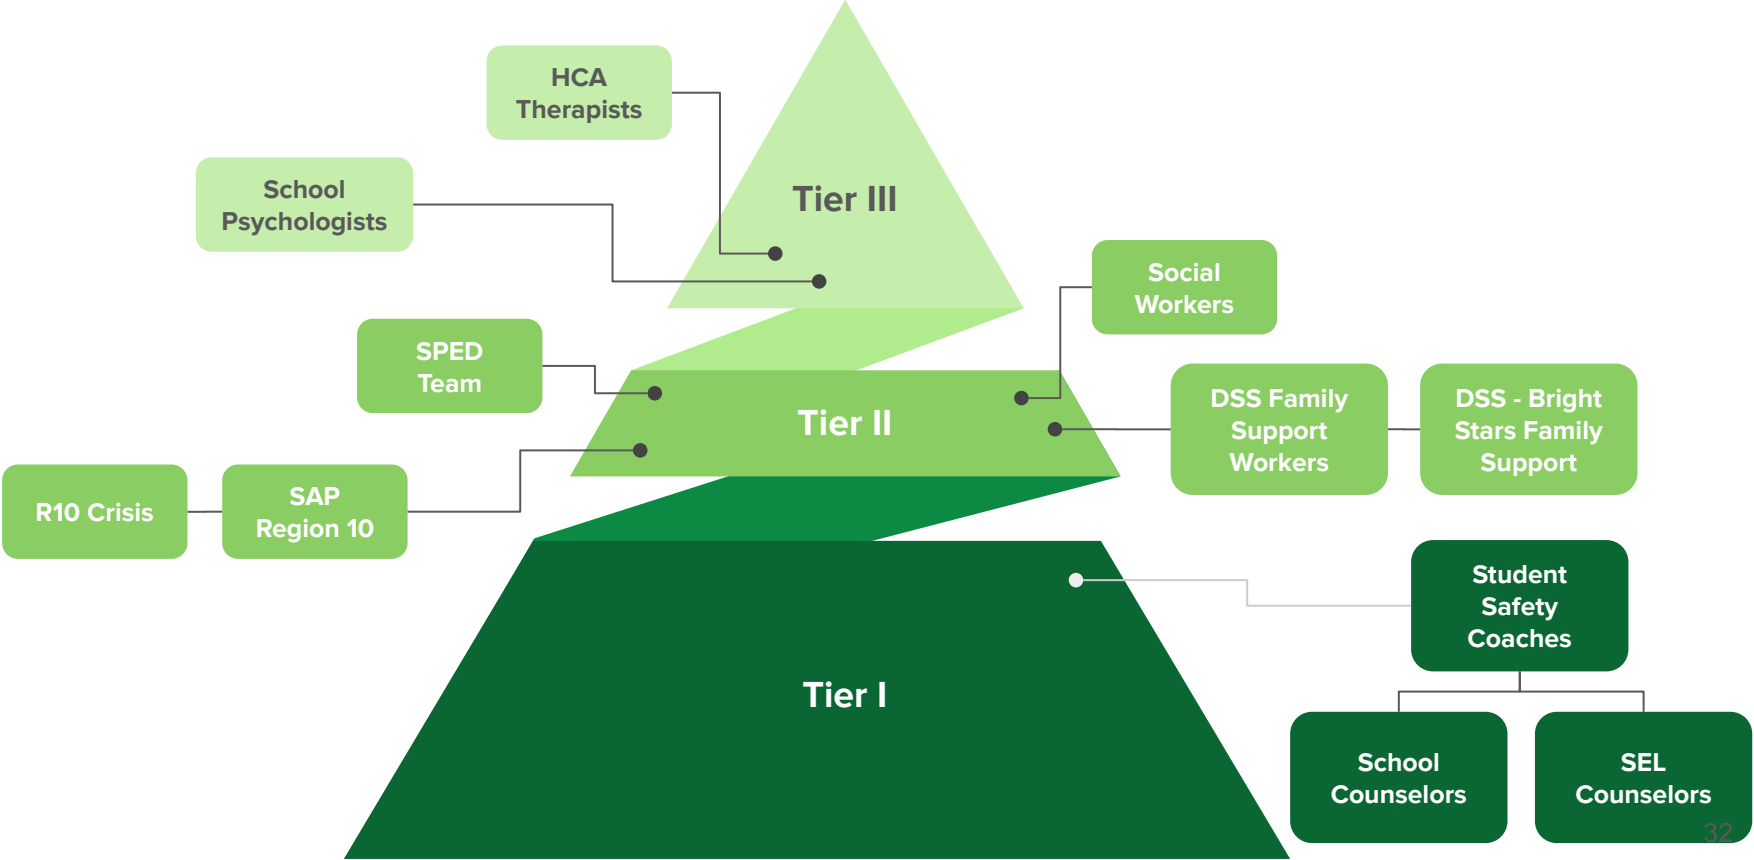 HCA
Therapists
School
Psychologists
Tier III
Social
Workers
SPED
Team
Tier II
DSS Family
Support
Workers
DSS - Bright
Stars Family
Support
R10 Crisis
SAP
Region 10
Student
Safety
Coaches
Tier I
School
Counselors
SEL
Counselors
32